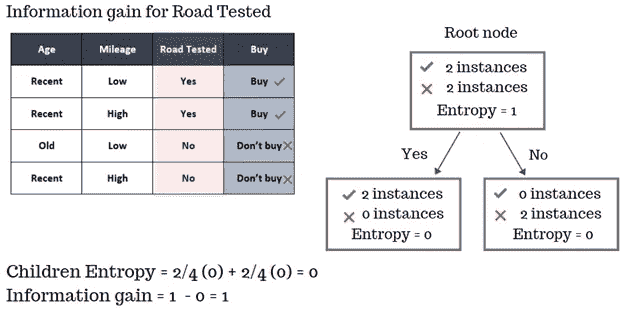 Information gain for Road Tested
Age Mileage Road Tested Buy
Recent Low Yes Buy ✓
Recent High Yes Buy ✓
Old Low No Don't buy ✕
Recent High No Don't buy ✕
Root node
✓ 2 instances
✕ 2 instances
Entropy = 1
Yes No
✓ 2 instances
✕ 0 instances
Entropy = 0
✓ 0 instances
✕ 2 instances
Entropy = 0
Children Entropy = 2/4 (0) + 2/4 (0) = 0
Information gain = 1 - 0 = 1